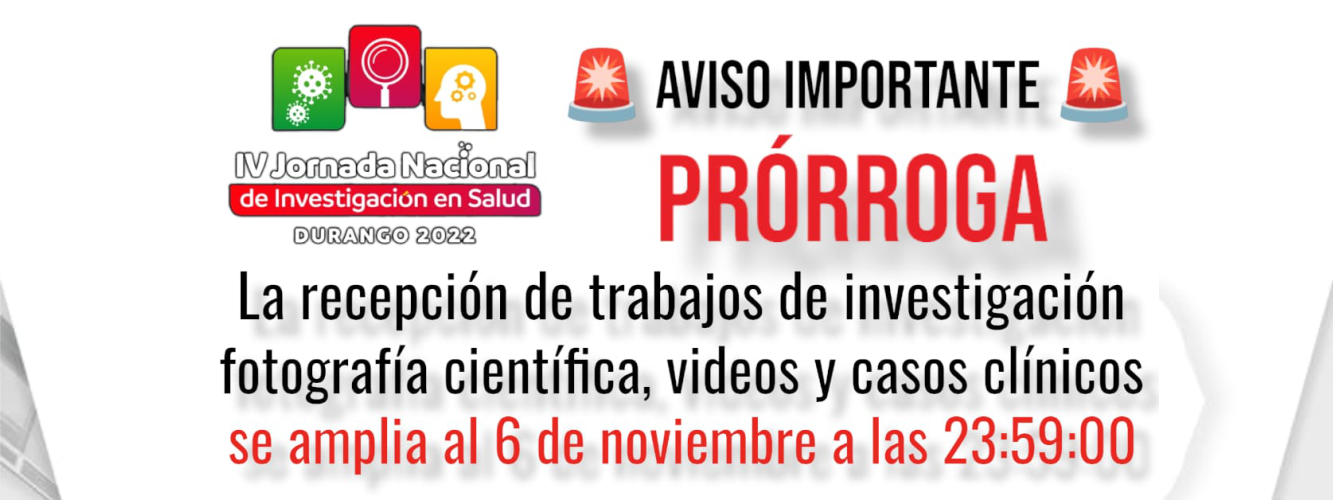 IV Jornada Nacional
de Investigación en Salud
DURANGO 2022
AVISO IMPORTANTE
PRÓRROGA
La recepción de trabajos de investigación
fotografía científica, videos y casos clínicos
se amplia al 6 de noviembre a las 23:59:00